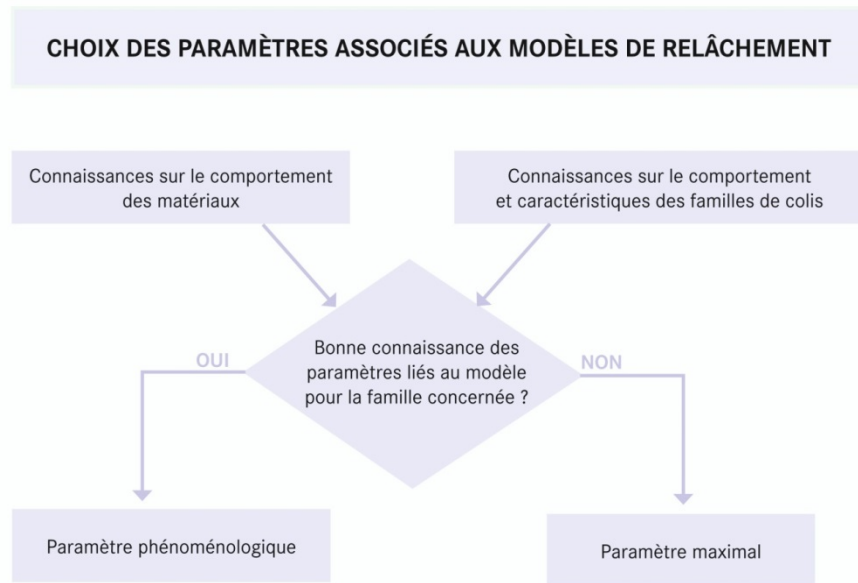 CHOIX DES PARAMÈTRES ASSOCIÉS AUX MODÈLES DE RELÂCHEMENT
Connaissances sur le comportement
des matériaux
Connaissances sur le comportement
et caractéristiques des familles de colis
Bonne connaissance des
paramètres liés au modèle
pour la famille concernée ?
OUI
NON
Paramètre phénoménologique
Paramètre maximal